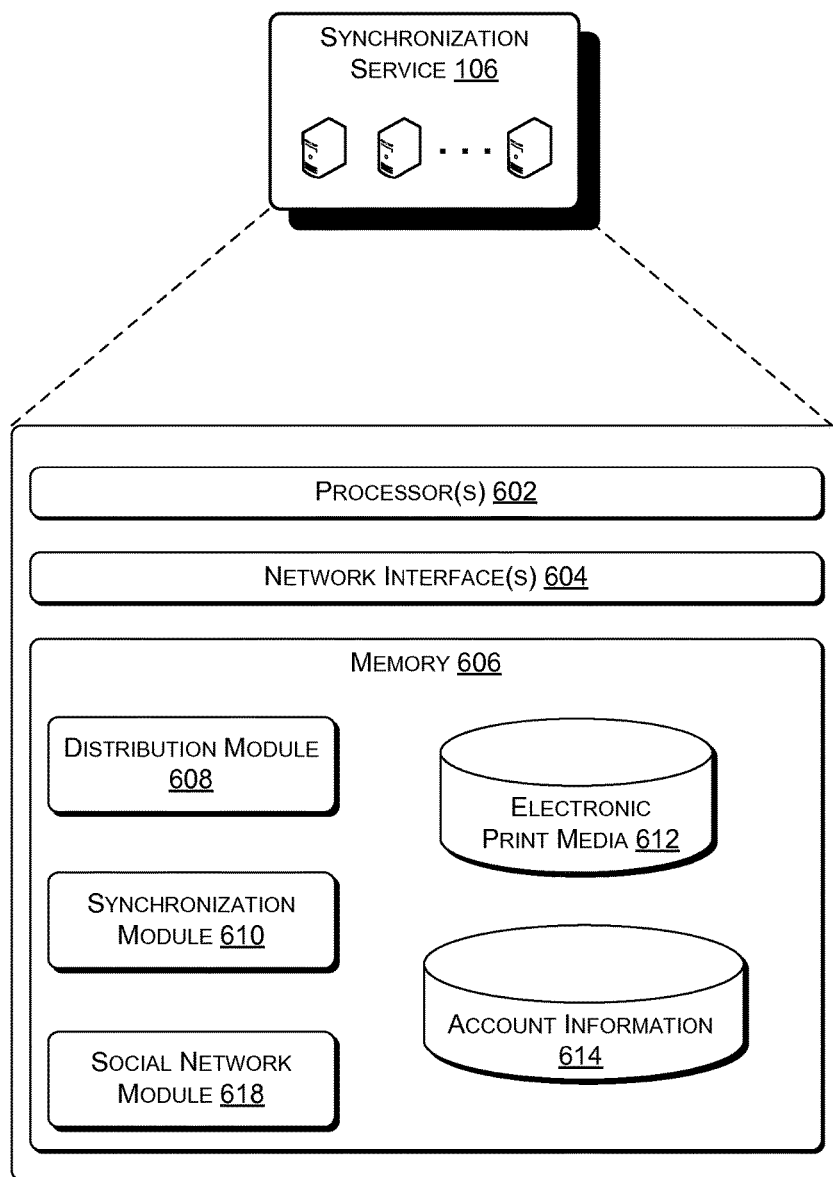 SYNCHRONIZATION
SERVICE 106
PROCESSOR(S) 602
NETWORK INTERFACE(S) 604
MEMORY 606
DISTRIBUTION MODULE
608
ELECTRONIC
PRINT MEDIA 612
SYNCHRONIZATION
MODULE 610
ACCOUNT INFORMATION
614
SOCIAL NETWORK
MODULE 618